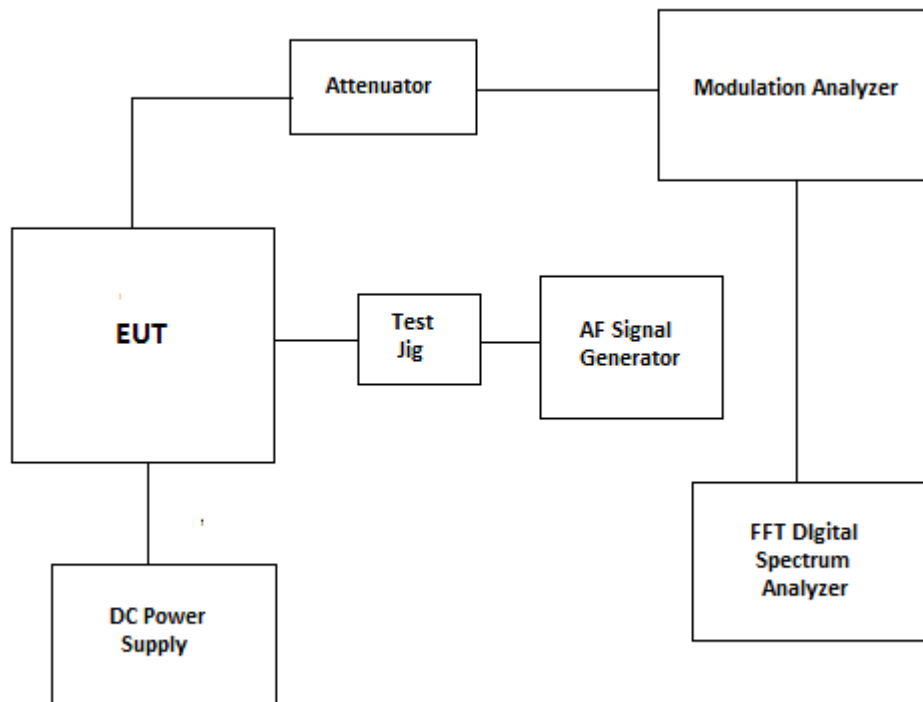 Attenuator
Modulation Analyzer
EUT
Test
Jig
AF Signal
Generator
FFT DIgital
Spectrum
Analyzer
DC Power
Supply